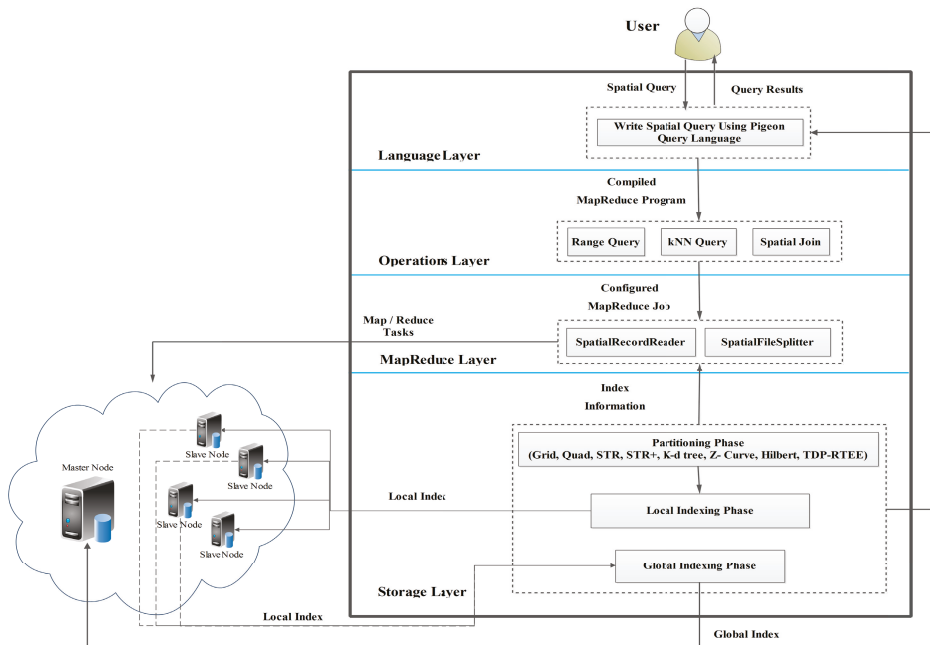 User
Spatial Query
Query Results
Write Spatial Query Using Pigeon
Query Language
LanguageLayer
Compiled
MapReduce Program
Range Query
kNN Query
Spatial Join
Operations Layer
Configured
MapReduce Job
Map / Reduce
Tasks
SpatialRecordReader
SpatialFileSplitter
MapReduce Layer
Index
Information
Partitioning Phase
(Grid, Quad, STR, STR+, K-d tree, Z- Curve, Hilbert, TDP-RTEE)
Slave Node
Master Node
Slave Node
Local Index
Local Indexing Phase
Slave Node
Slave Node
Global Indexing Phase
Storage Layer
Local Index
Global Index